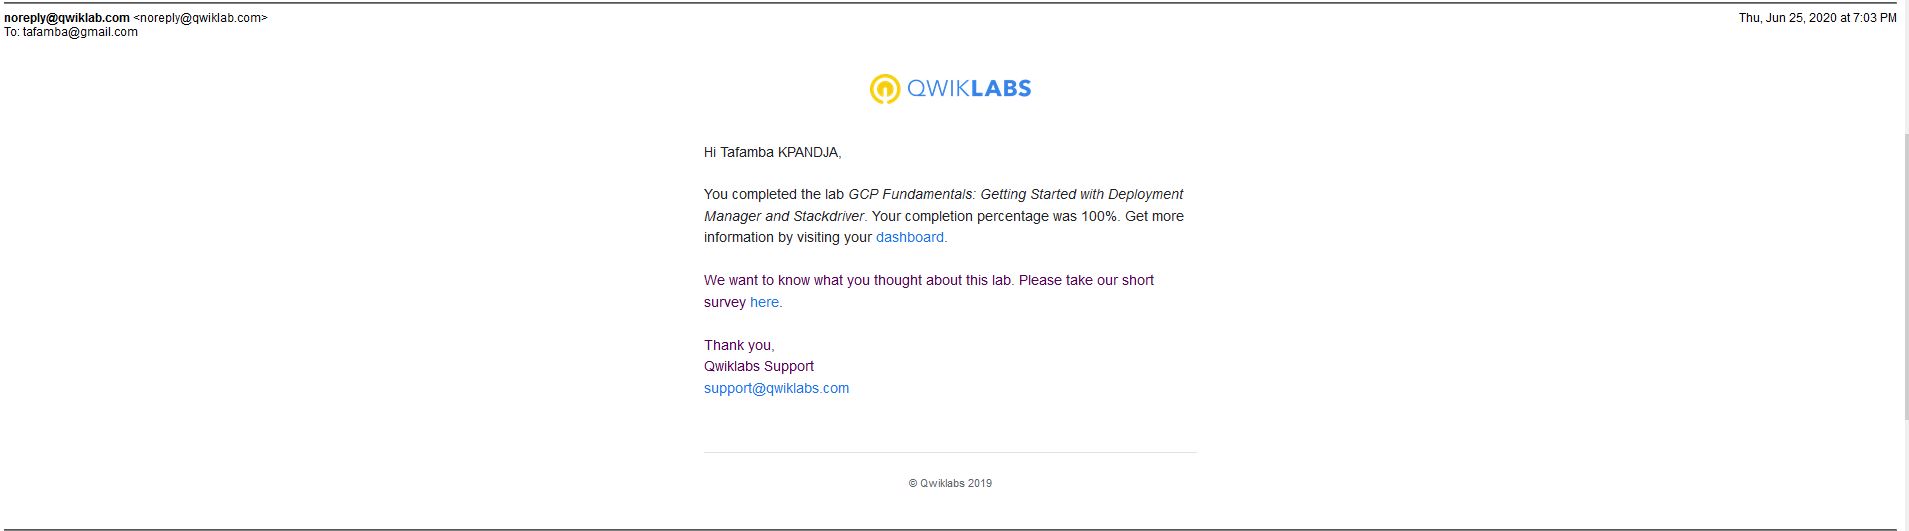 noreply@qwiklab.com <noreply@qwiklab.com>
Thu, Jun 25, 2020 at 7:03 PM
To: tafamba@gmail.com
QWIKLABS
Hi Tafamba KPANDJA,
You completed the lab GCP Fundamentals: Getting Started with Deployment
Manager and Stackdriver. Your completion percentage was 100%. Get more
information by visiting your dashboard.
We want to know what you thought about this lab. Please take our short
survey here.
Thank you,
Qwiklabs Support
support@qwiklabs.com
© Qwiklabs 2019